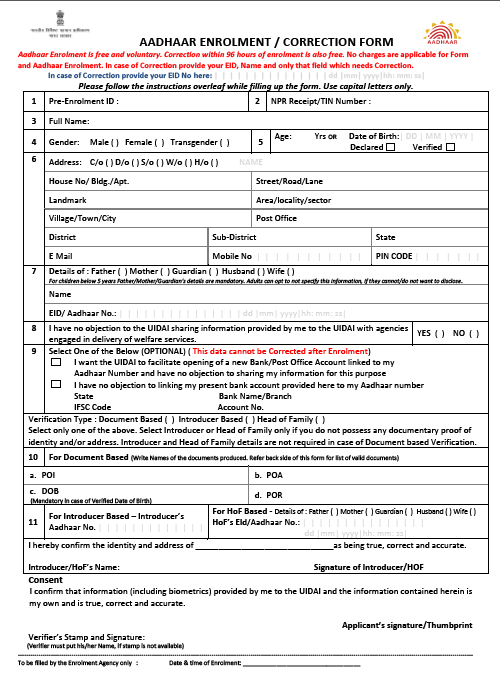 भारतीय विशिष्ट पहचान प्राधिकरण
भारत सरकार
AADHAAR
AADHAAR ENROLMENT / CORRECTION FORM
Aadhaar Enrolment is free and voluntary. Correction within 96 hours of enrolment is also free. No charges are applicable for Form
and Aadhaar Enrolment. In case of Correction provide your EID, Name and only that field which needs Correction.
In case of Correction provide your EID No here: | | | | | | | | | | | | | | dd |mm| yyyy|hh: mm: ss|
Please follow the instructions overleaf while filling up the form. Use capital letters only.
1 Pre-Enrolment ID : 2 NPR Receipt/TIN Number :
3 Full Name:
4 Gender: Male ( ) Female ( ) Transgender ( ) 5 Age: Yrs OR Date of Birth: | DD | MM | YYYY |
Declared Verified
6 Address: C/o ( ) D/o ( ) S/o ( ) W/o ( ) H/o ( ) NAME
House No/ Bldg./Apt. Street/Road/Lane
Landmark Area/locality/sector
Village/Town/City Post Office
District Sub-District State
E Mail Mobile No | | | | | | | | | | PIN CODE | | | | | |
7 Details of : Father ( ) Mother ( ) Guardian ( ) Husband ( ) Wife ( )
For children below 5 years Father/Mother/Guardian's details are mandatory. Adults can opt to not specify this information, if they cannot/do not want to disclose.
Name
EID/ Aadhaar No.: | | | | | | | | | | | | | | dd |mm| yyyy|hh: mm: ss|
8 I have no objection to the UIDAI sharing information provided by me to the UIDAI with agencies
engaged in delivery of welfare services. YES ( ) NO ( )
9 Select One of the Below (OPTIONAL) ( This data cannot be Corrected after Enrolment)
I want the UIDAI to facilitate opening of a new Bank/Post Office Account linked to my
Aadhaar Number and have no objection to sharing my information for this purpose
I have no objection to linking my present bank account provided here to my Aadhaar number
State Bank Name/Branch
IFSC Code Account No.
Verification Type : Document Based ( ) Introducer Based ( ) Head of Family ( )
Select only one of the above. Select Introducer or Head of Family only if you do not possess any documentary proof of
identity and/or address. Introducer and Head of Family details are not required in case of Document based Verification.
10 For Document Based (Write Names of the documents produced. Refer back side of this form for list of valid documents)
a. POI b. POA
c. DOB d. POR
(Mandatory in case of Verified Date of Birth)
11 For Introducer Based – Introducer's
Aadhaar No. | | | | | | | | | | | |
For HoF Based - Details of : Father ( ) Mother ( ) Guardian ( ) Husband ( ) Wife ( )
HoF's EId/Aadhar No.: | | | | | | | | | | | | | |
dd |mm| yyyy|hh: mm: ss|
I hereby confirm the identity and address of ______________________________as being true, correct and accurate.
Introducer/HoF's Name: Signature of Introducer/HOF
Consent
I confirm that information (including biometrics) provided by me to the UIDAI and the information contained herein is
my own and is true, correct and accurate.
Applicant's signature/Thumbprint
Verifier's Stamp and Signature:
(Verifier must put his/her Name, if stamp is not available)
To be filled by the Enrolment Agency only : Date & time of Enrolment: ______________________________